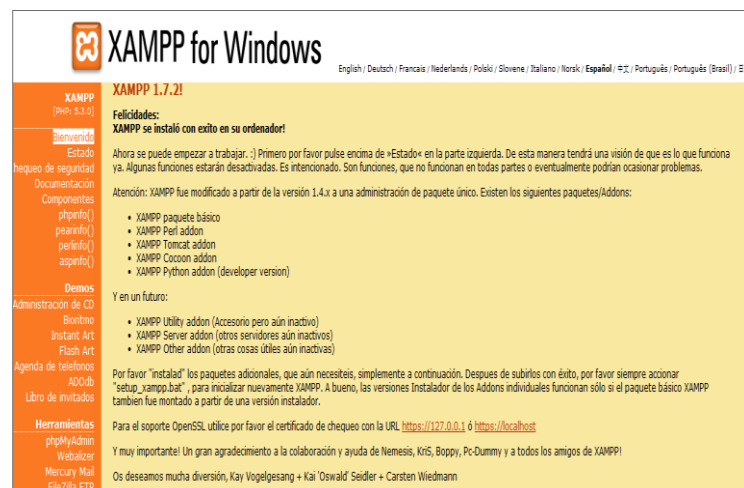 XAMPP for Windows
English / Deutsch / Francais / Nederlands / Polski / Slovene / Italiano / Norsk / Español / 中文 / Português / Português (Brasil) /
XAMPP
[PHP: 5.3.0]
Bienvenido
Estado
hequeo de seguridad
Documentación
Componentes
phpinfo()
pearinfo()
perlinfo()
aspinfo()
Demos
Administración de CD
Bioritmo
Instant Art
Flash Art
Agenda de telefonos
ADOdb
Libro de invitados
Herramientas
phpMyAdmin
Webalizer
Mercury Mail
FileZilla FTP
XAMPP 1.7.2!
Felicidades:
XAMPP se instaló con exito en su ordenador!
Ahora se puede empezar a trabajar. :) Primero por favor pulse encima de »Estado« en la parte izquierda. De esta manera tendrá una visión de que es lo que funciona
ya. Algunas funciones estarán desactivadas. Es intencionado. Son funciones, que no funcionan en todas partes o eventualmente podrían ocasionar problemas.
Atención: XAMPP fue modificado a partir de la versión 1.4.x a una administración de paquete único. Existen los siguientes paquetes/Addons:
• XAMPP paquete básico
• XAMPP Perl addon
• XAMPP Tomcat addon
• XAMPP Cocoon addon
• XAMPP Python addon (developer version)
Y en un futuro:
• XAMPP Utility addon (Accesorio pero aún inactivo)
• XAMPP Server addon (otros servidores aún inactivos)
• XAMPP Other addon (otras cosas útiles aún inactivas)
Por favor "instalad" los paquetes adicionales, que aún necesiteis, simplemente a continuación. Despues de subirlos con éxito, por favor siempre accionar
"setup_xampp.bat" , para inicializar nuevamente XAMPP. A bueno, las versiones Instalador de los Addons individuales funcionan sólo si el paquete básico XAMPP
tambien fue montado a partir de una versión instalador.
Para el soporte OpenSSL utilice por favor el certificado de chequeo con la URL https://127.0.0.1 ó https://localhost
Y muy importante! Un gran agradecimiento a la colaboración y ayuda de Nemesis, KriS, Boppy, Pc-Dummy y a todos los amigos de XAMPP!
Os deseamos mucha diversión, Kay Vogelgesang + Kai 'Oswald' Seidler + Carsten Wiedmann